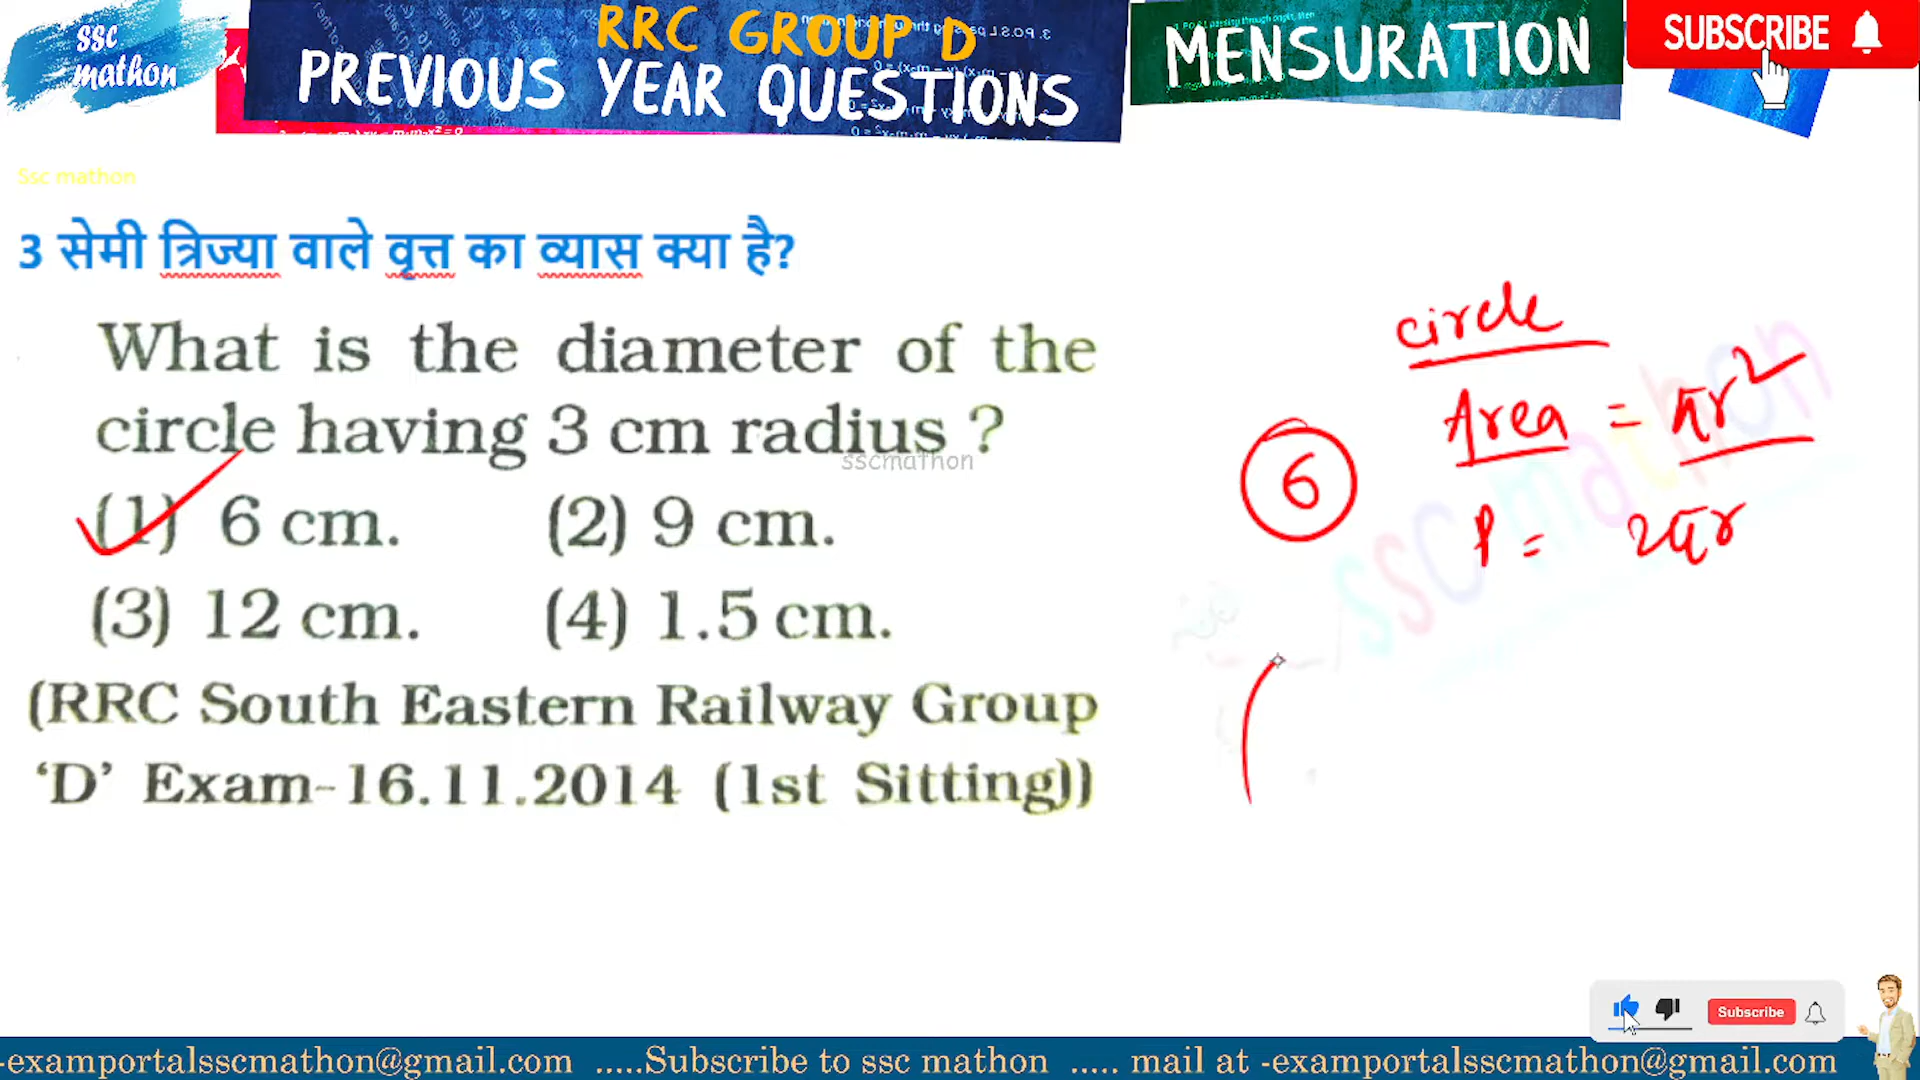 ssc
mathon
RRC GROUP D
PREVIOUS YEAR QUESTIONS
MENSURATION
SUBSCRIBE
Ssc mathon
3 सेमी त्रिज्या वाले वृत्त का व्यास क्या है?
What is the diameter of the
circle having 3 cm radius ?
sscmathon
(1) 6 cm. (2) 9 cm.
(3) 12 cm. (4) 1.5 cm.
(RRC South Eastern Railway Group
‘D’ Exam-16.11.2014 (1st Sitting))
circle
Area = πr²
6
P = 2πr
ssc mathon
Subscribe
-examportalsscmathon@gmail.com .....Subscribe to ssc mathon ..... mail at -examportalsscmathon@gmail.com